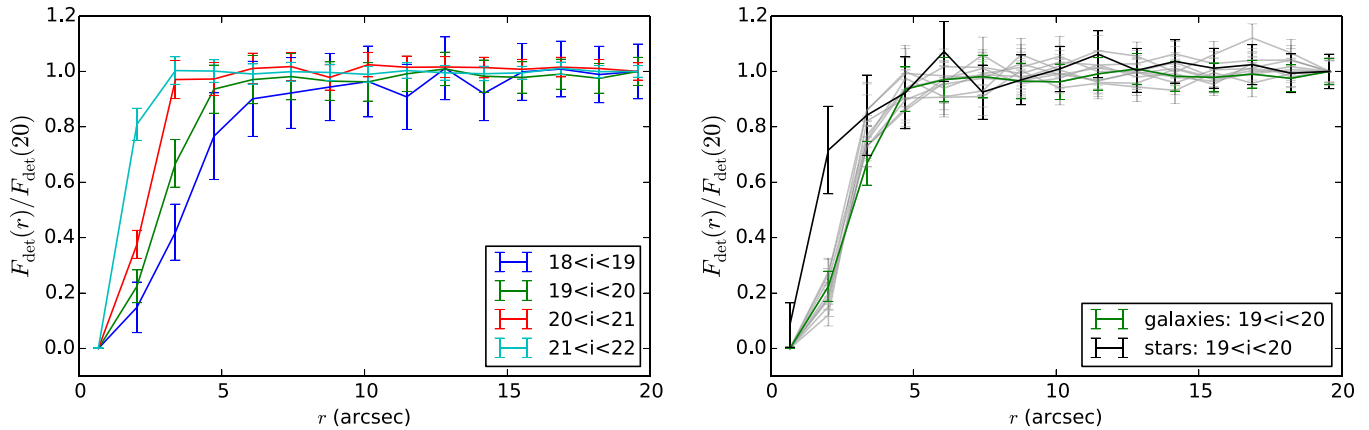 1.2
1.0
0.8
0.6
0.4
0.2
0.0
F_det(r)/F_det(20)
0
5
10
15
20
r (arcsec)
18<i<19
19<i<20
20<i<21
21<i<22
1.2
1.0
0.8
0.6
0.4
0.2
0.0
F_det(r)/F_det(20)
0
5
10
15
20
r (arcsec)
galaxies: 19<i<20
stars: 19<i<20